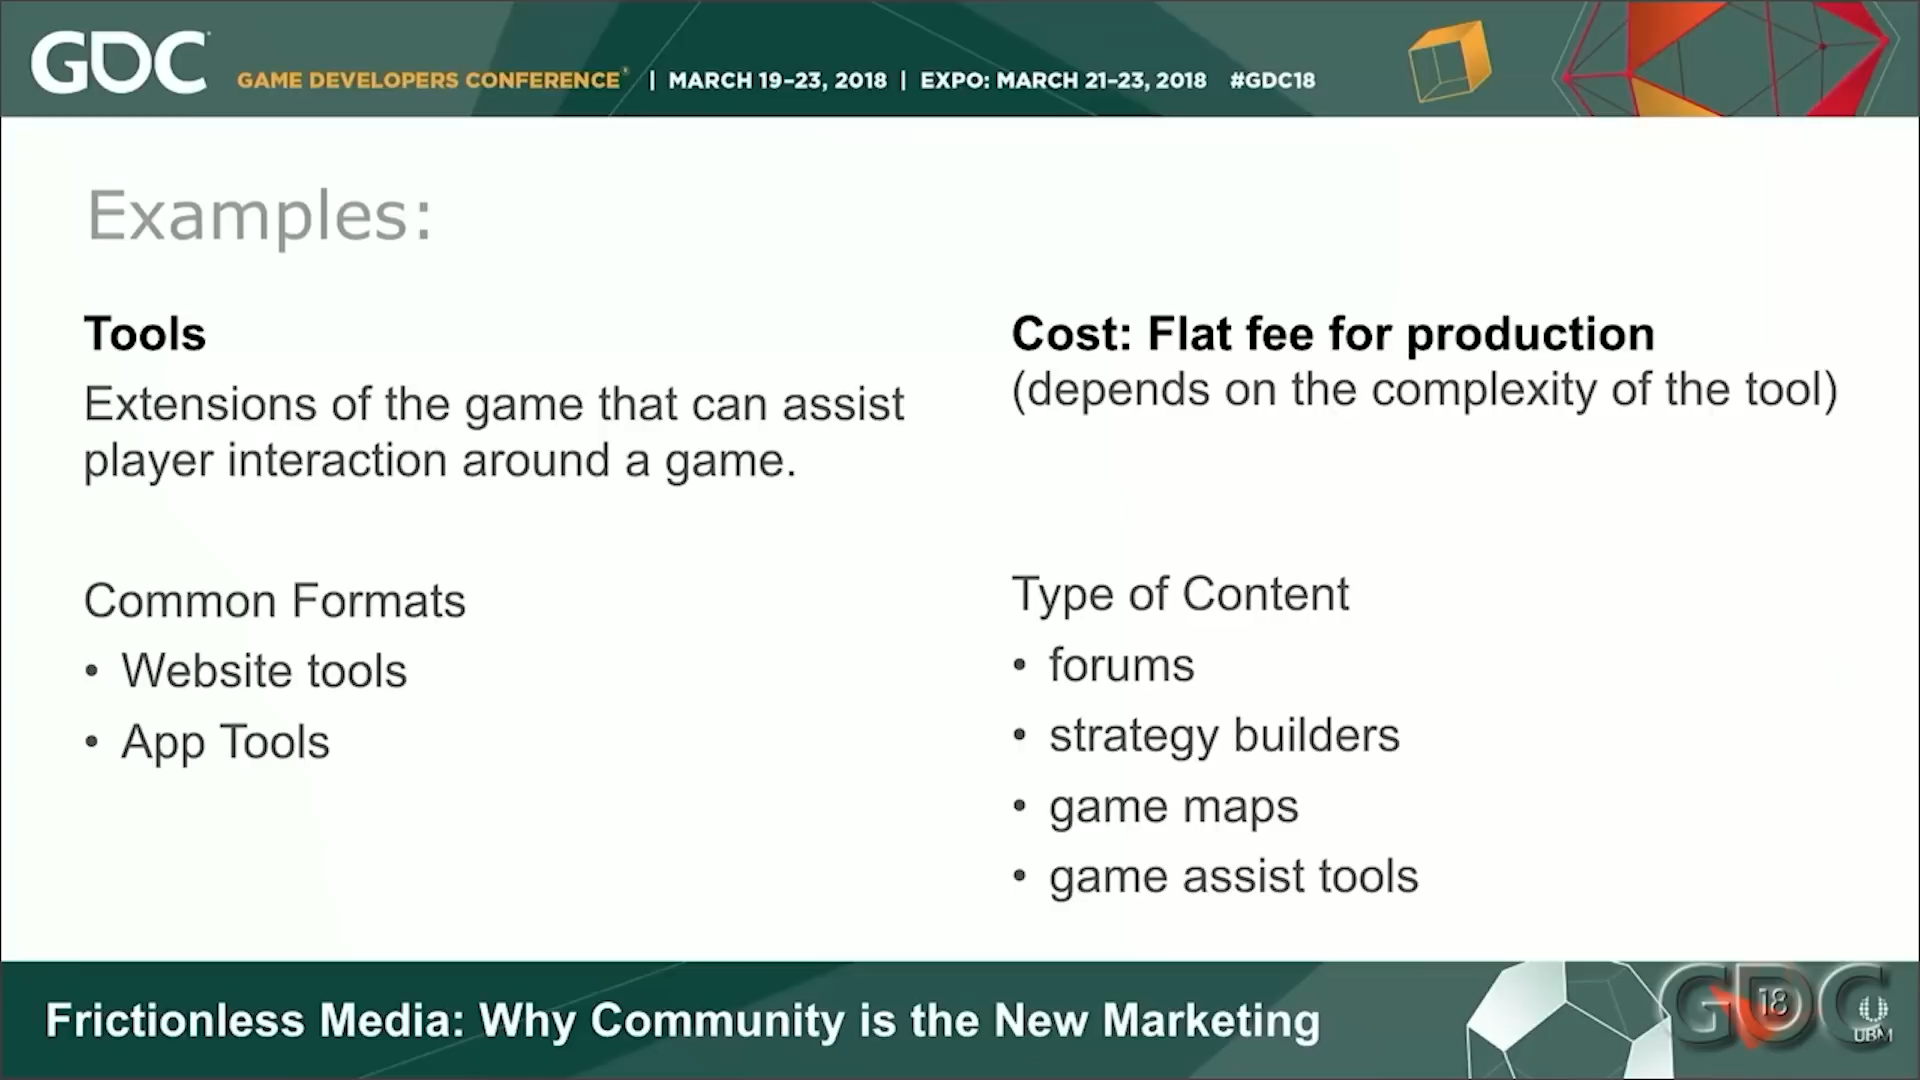 GDC
GAME DEVELOPERS CONFERENCE® | MARCH 19–23, 2018 | EXPO: MARCH 21–23, 2018 #GDC18
Examples:
Tools
Extensions of the game that can assist
player interaction around a game.
Common Formats
• Website tools
• App Tools
Cost: Flat fee for production
(depends on the complexity of the tool)
Type of Content
• forums
• strategy builders
• game maps
• game assist tools
Frictionless Media: Why Community is the New Marketing
GDC
18
UBM